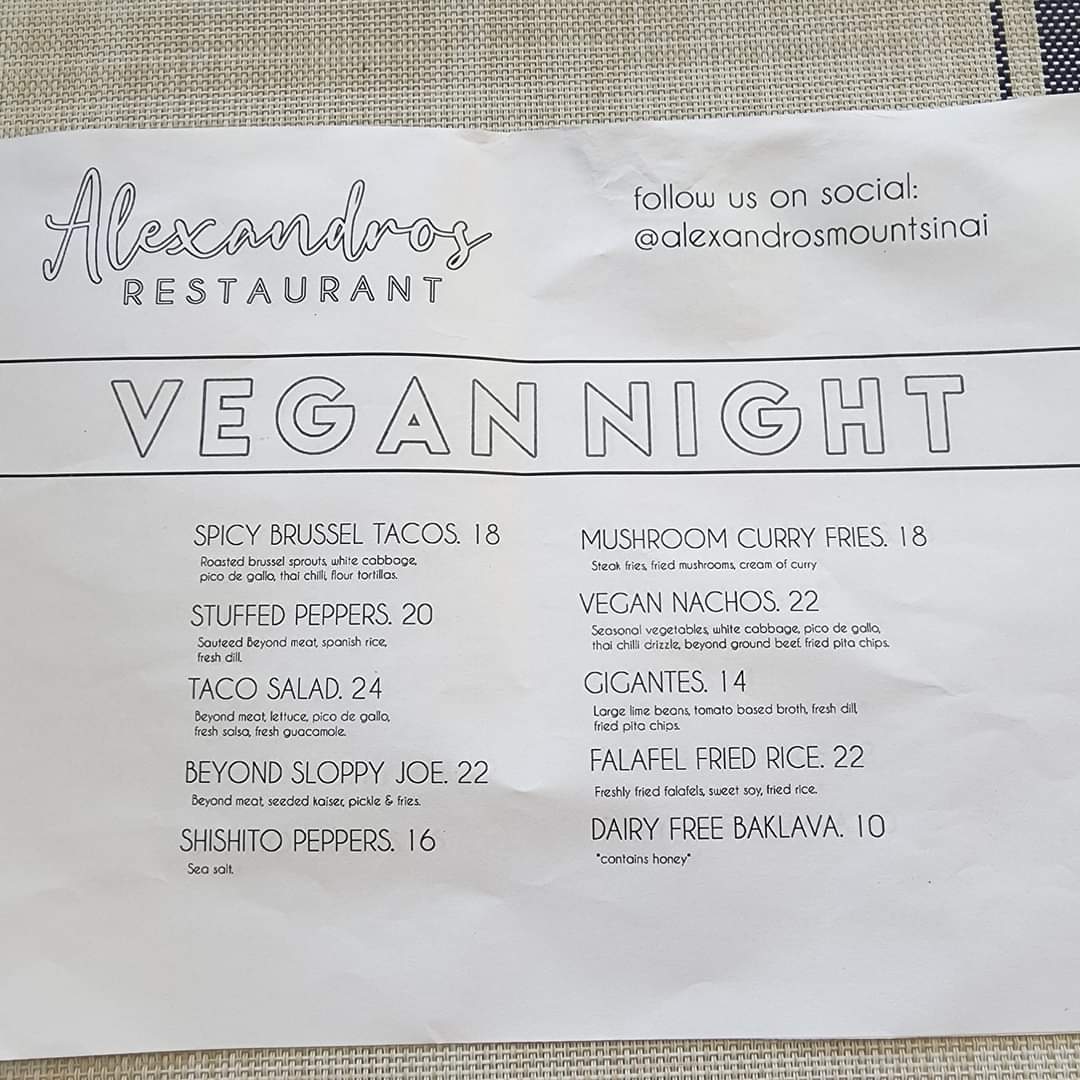 Alexandros
RESTAURANT
follow us on social:
@alexandrosmountsinai
VEGAN NIGHT
SPICY BRUSSEL TACOS. 18
Roasted brussel sprouts, white cabbage,
pico de gallo, thai chilli, flour tortillas.
STUFFED PEPPERS. 20
Sauteed Beyond meat, spanish rice,
fresh dill.
TACO SALAD. 24
Beyond meat, lettuce, pico de gallo,
fresh salsa, fresh guacamole.
BEYOND SLOPPY JOE. 22
Beyond meat, seeded kaiser, pickle & fries.
SHISHITO PEPPERS. 16
Sea salt.
MUSHROOM CURRY FRIES. 18
Steak fries, fried mushrooms, cream of curry
VEGAN NACHOS. 22
Seasonal vegetables, white cabbage, pico de gallo,
thai chilli drizzle, beyond ground beef. fried pita chips.
GIGANTES. 14
Large lime beans, tomato based broth, fresh dill,
fried pita chips.
FALAFEL FRIED RICE. 22
Freshly fried falafels, sweet soy, fried rice.
DAIRY FREE BAKLAVA. 10
"contains honey"